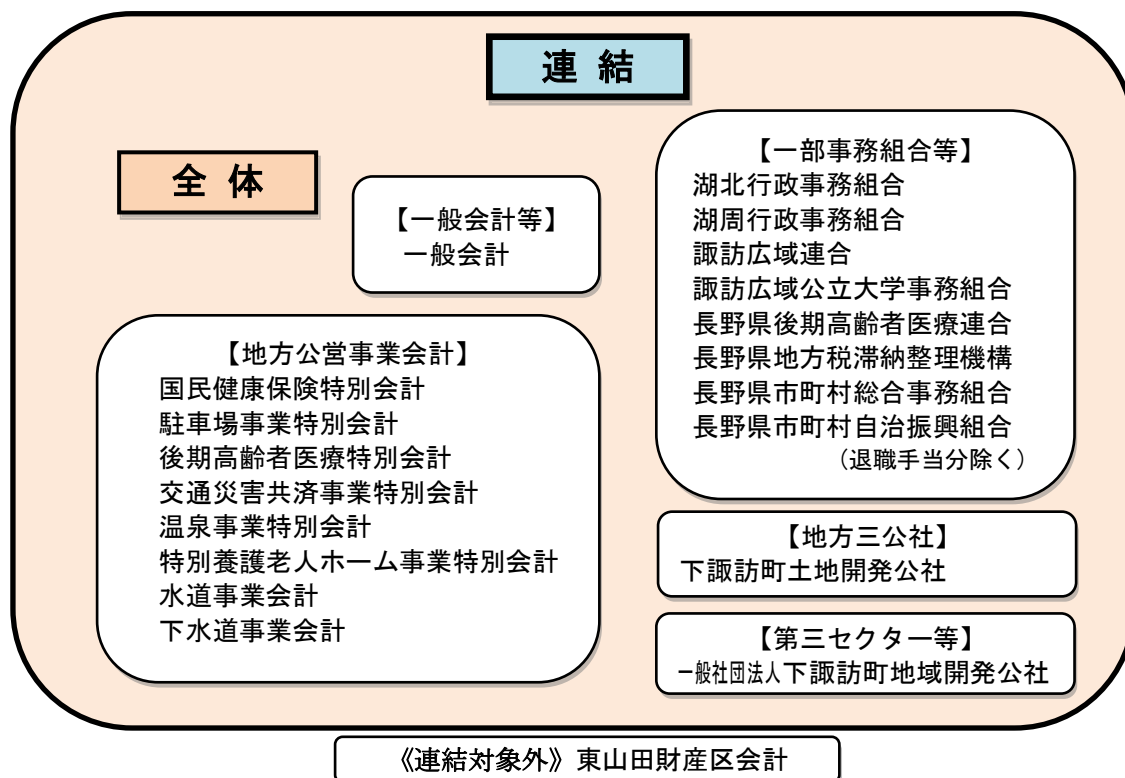 連 結
全 体
【一般会計等】
一般会計
【地方公営事業会計】
国民健康保険特別会計
駐車場事業特別会計
後期高齢者医療特別会計
交通災害共済事業特別会計
温泉事業特別会計
特別養護老人ホーム事業特別会計
水道事業会計
下水道事業会計
【一部事務組合等】
湖北行政事務組合
湖周行政事務組合
諏訪広域連合
諏訪広域公立大学事務組合
長野県後期高齢者医療連合
長野県地方税滞納整理機構
長野県市町村総合事務組合
長野県市町村自治振興組合
（退職手当分除く）
【地方三公社】
下諏訪町土地開発公社
【第三セクター等】
一般社団法人下諏訪町地域開発公社
《連結対象外》東山田財産区会計